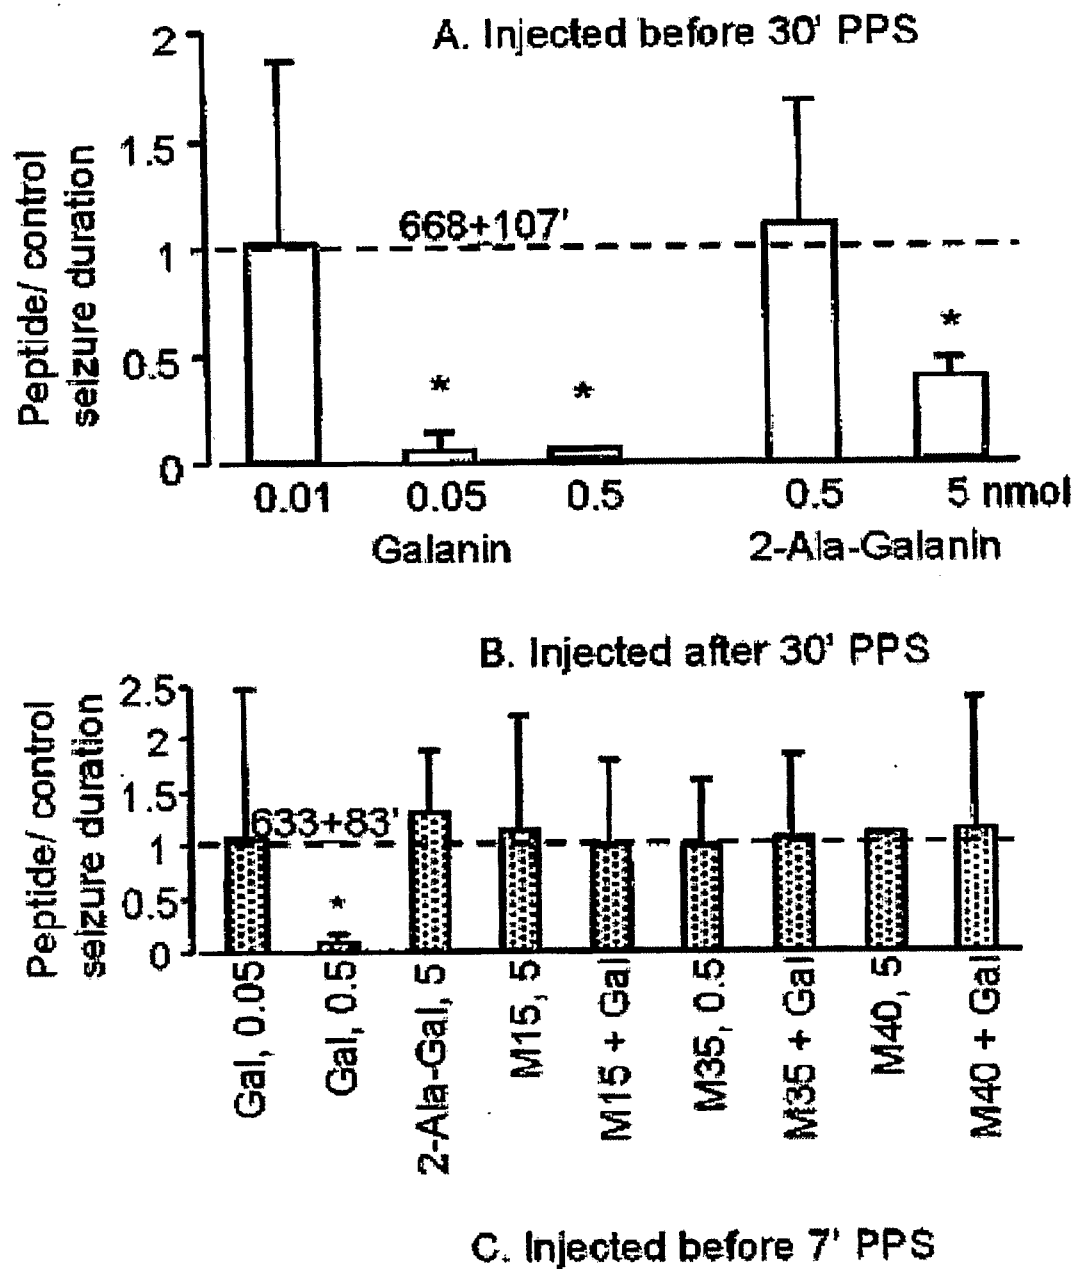 A. Injected before 30' PPS
Peptide/ control
seizure duration
2
1.5
1
0.5
0
668+107'
*
*
*
0.01
0.05
0.5
0.5
5 nmol
Galanin
2-Ala-Galanin
B. Injected after 30' PPS
Peptide/ control
seizure duration
2.5
2
1.5
1
0.5
0
633+83'
*
Gal, 0.05
Gal, 0.5
2-Ala-Gal, 5
M15, 5
M15 + Gal
M35, 0.5
M35 + Gal
M40, 5
M40 + Gal
C. Injected before 7' PPS